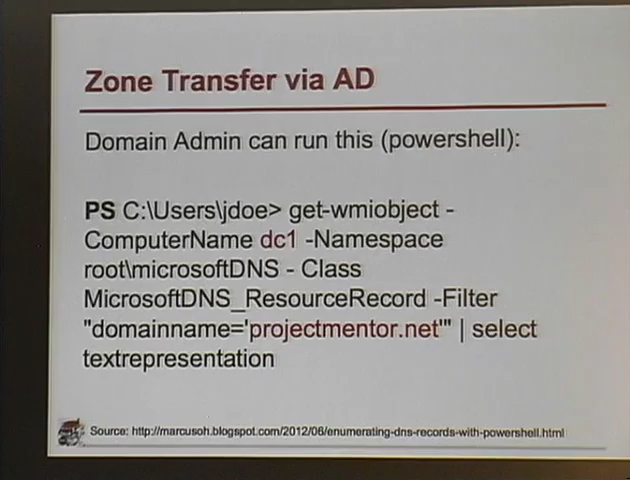 Zone Transfer via AD
Domain Admin can run this (powershell):
PS C:\Users\jdoe> get-wmiobject -
ComputerName dc1 -Namespace
root\microsoftDNS - Class
MicrosoftDNS_ResourceRecord -Filter
"domainname='projectmentor.net'" | select
textrepresentation
Source: http://marcusoh.blogspot.com/2012/06/enumerating-dns-records-with-powershell.html